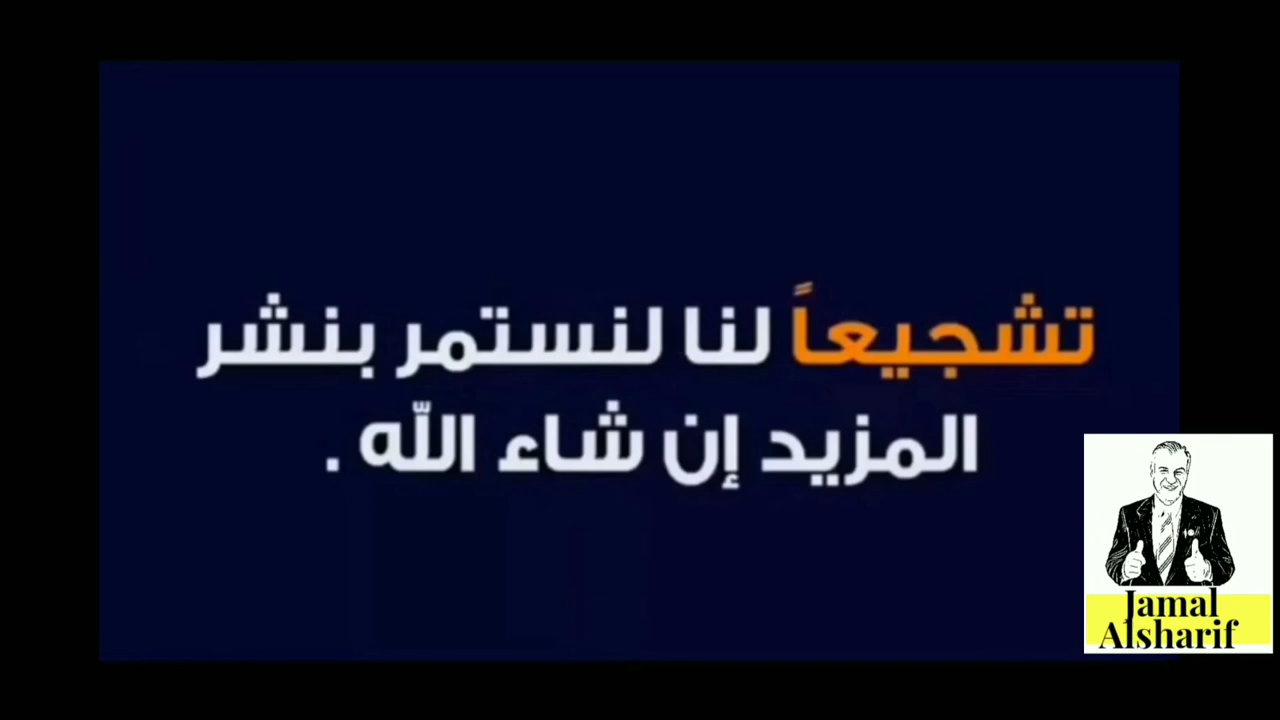 تشجيعاً لنا لنستمر بنشر
المزيد إن شاء الله .
Jamal
Alsharif